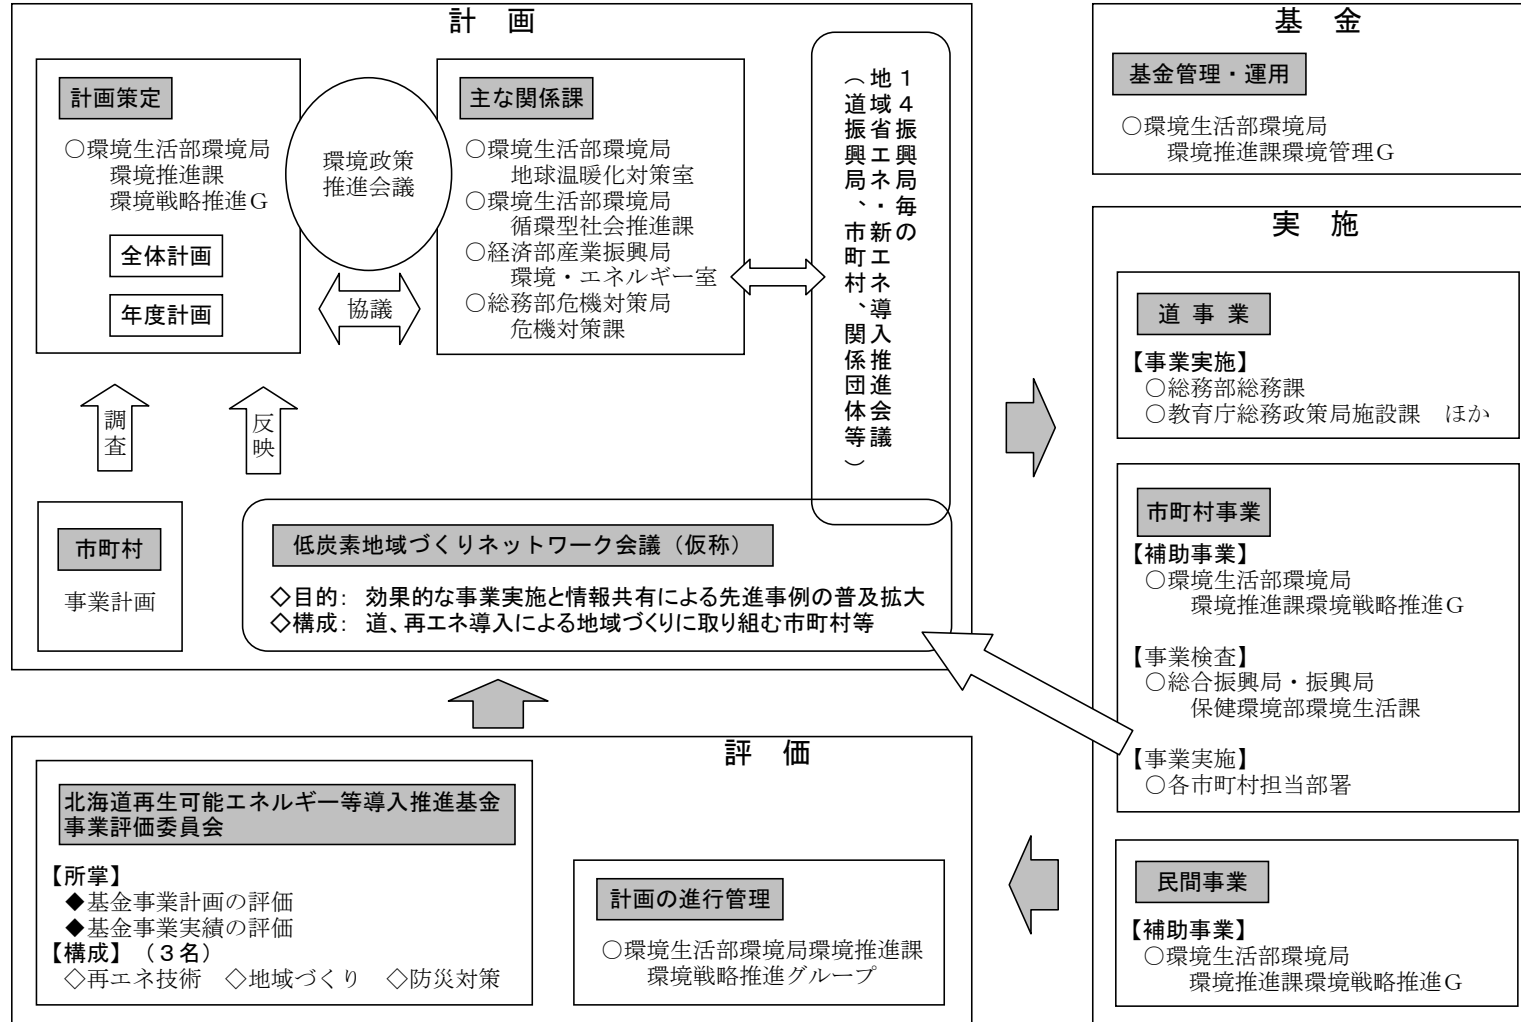 計　画
計画策定
○環境生活部環境局
環境推進課
環境戦略推進G
全体計画
年度計画
環境政策
推進会議
協議
主な関係課
○環境生活部環境局
地球温暖化対策室
○環境生活部環境局
循環型社会推進課
○経済部産業振興局
環境・エネルギー室
○総務部危機対策局
危機対策課
１４振興局毎の
地域省エネ・新エネ導入推進会議
（道振興局、市町村、関係団体等）
調査
反映
市町村
事業計画
低炭素地域づくりネットワーク会議（仮称）
◇目的：　効果的な事業実施と情報共有による先進事例の普及拡大
◇構成：　道、再エネ導入による地域づくりに取り組む市町村等
基　金
基金管理・運用
○環境生活部環境局
環境推進課環境管理G
実　施
道 事 業
【事業実施】
○総務部総務課
○教育庁総務政策局施設課　ほか
市町村事業
【補助事業】
○環境生活部環境局
環境推進課環境戦略推進G
【事業検査】
○総合振興局・振興局
保健環境部環境生活課
【事業実施】
○各市町村担当部署
民間事業
【補助事業】
○環境生活部環境局
環境推進課環境戦略推進G
評　価
北海道再生可能エネルギー等導入推進基金
事業評価委員会
【所掌】
◆基金事業計画の評価
◆基金事業実績の評価
【構成】（３名）
◇再エネ技術　◇地域づくり　◇防災対策
計画の進行管理
○環境生活部環境局環境推進課
環境戦略推進グループ